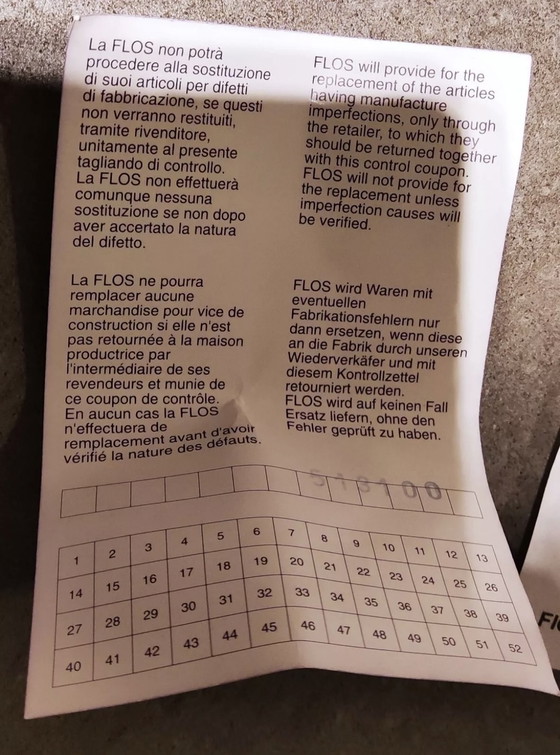 La FLOS non potrà
procedere alla sostituzione
di suoi articoli per difetti
di fabbricazione, se questi
non verranno restituiti,
tramite rivenditore,
unitamente al presente
tagliando di controllo.
La FLOS non effettuerà
comunque nessuna
sostituzione se non dopo
aver accertato la natura
del difetto.
FLOS will provide for the
replacement of the articles
having manufacture
imperfections, only through
the retailer, to which they
should be returned together
with this control coupon.
FLOS will not provide for
the replacement unless
imperfection causes will
be verified.
La FLOS ne pourra
remplacer aucune
marchandise pour vice de
construction si elle n'est
pas retournée à la maison
productrice par
l'intermédiaire de ses
revendeurs et munie de
ce coupon de contrôle.
En aucun cas la FLOS
n'effectuera de
remplacement avant d'avoir
vérifié la nature des défauts.
FLOS wird Waren mit
eventuellen
Fabrikationsfehlern nur
dann ersetzen, wenn diese
an die Fabrik durch unseren
Wiederverkäfer und mit
diesem Kontrollzettel
retourniert werden.
FLOS wird auf keinen Fall
Ersatz liefern, ohne den
Fehler geprüft zu haben.
1 2 3 4 5 6 7 8 9 10 11 12 13
14 15 16 17 18 19 20 21 22 23 24 25 26
27 28 29 30 31 32 33 34 35 36 37 38 39
40 41 42 43 44 45 46 47 48 49 50 51 52